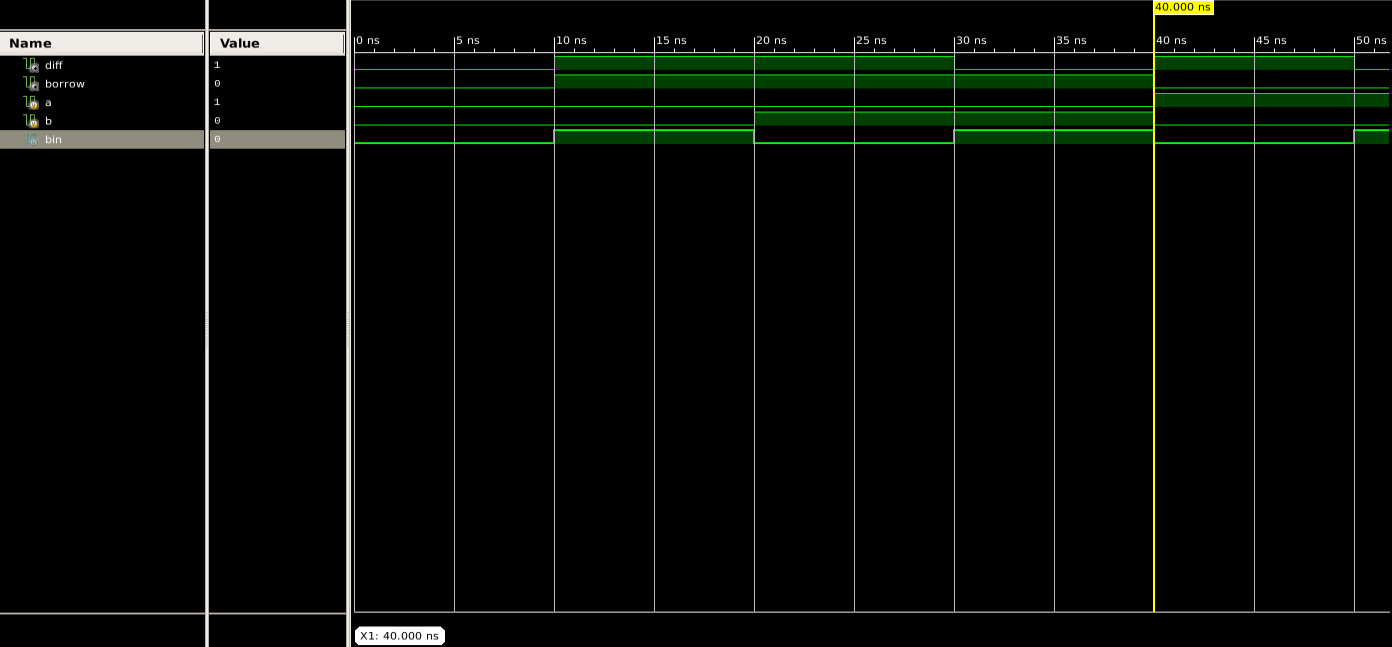 40.000 ns
Name Value
0 ns 5 ns 10 ns 15 ns 20 ns 25 ns 30 ns 35 ns 40 ns 45 ns 50 ns
diff 1
borrow 0
a 1
b 0
bin 0
X1: 40.000 ns